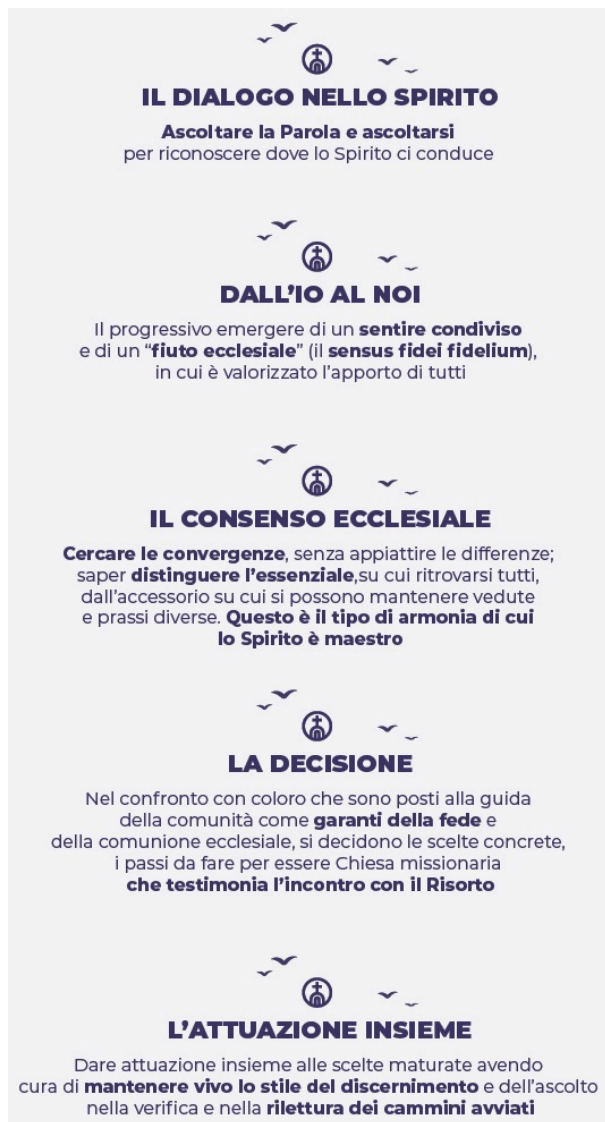 IL DIALOGO NELLO SPIRITO
Ascoltare la Parola e ascoltarsi
per riconoscere dove lo Spirito ci conduce
DALL'IO AL NOI
Il progressivo emergere di un sentire condiviso
e di un “fiuto ecclesiale” (il sensus fidei fidelium),
in cui è valorizzato l'apporto di tutti
IL CONSENSO ECCLESIALE
Cercare le convergenze, senza appiattire le differenze;
saper distinguere l'essenziale,su cui ritrovarsi tutti,
dall'accessorio su cui si possono mantenere vedute
e prassi diverse. Questo è il tipo di armonia di cui
lo Spirito è maestro
LA DECISIONE
Nel confronto con coloro che sono posti alla guida
della comunità come garanti della fede e
della comunione ecclesiale, si decidono le scelte concrete,
i passi da fare per essere Chiesa missionaria
che testimonia l'incontro con il Risorto
L'ATTUAZIONE INSIEME
Dare attuazione insieme alle scelte maturate avendo
cura di mantenere vivo lo stile del discernimento e dell'ascolto
nella verifica e nella rilettura dei cammini avviati